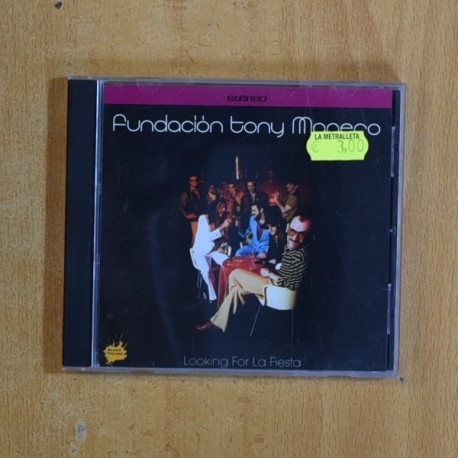 STEREO
Fundación tony Manero
LA METRALLETA
€ 3,00
Looking For La Fiesta